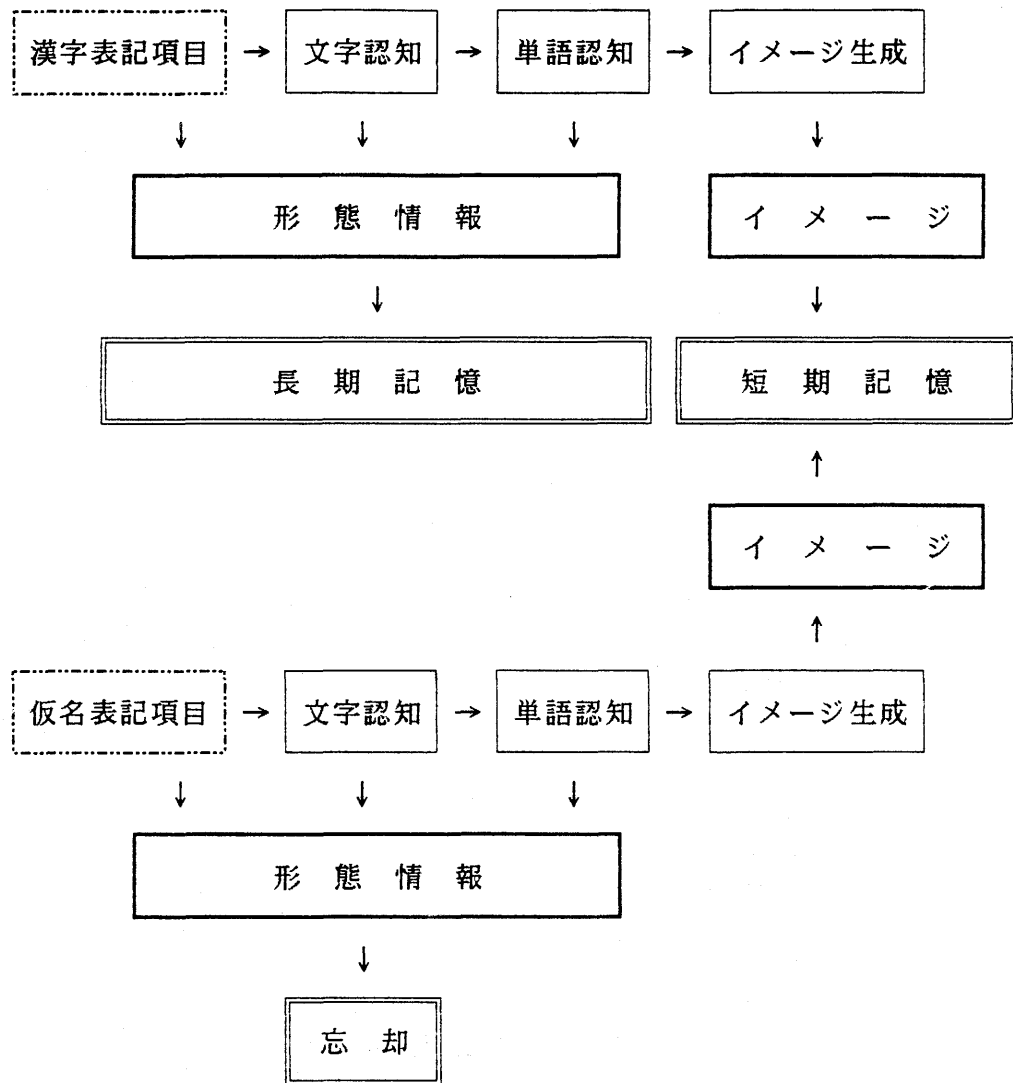 漢字表記項目 → 文字認知 → 単語認知 → イメージ生成
↓ ↓ ↓ ↓
形態情報 イメージ
↓ ↓
長期記憶 短期記憶
↑
イメージ
↑
仮名表記項目 → 文字認知 → 単語認知 → イメージ生成
↓ ↓ ↓
形態情報
↓
忘却